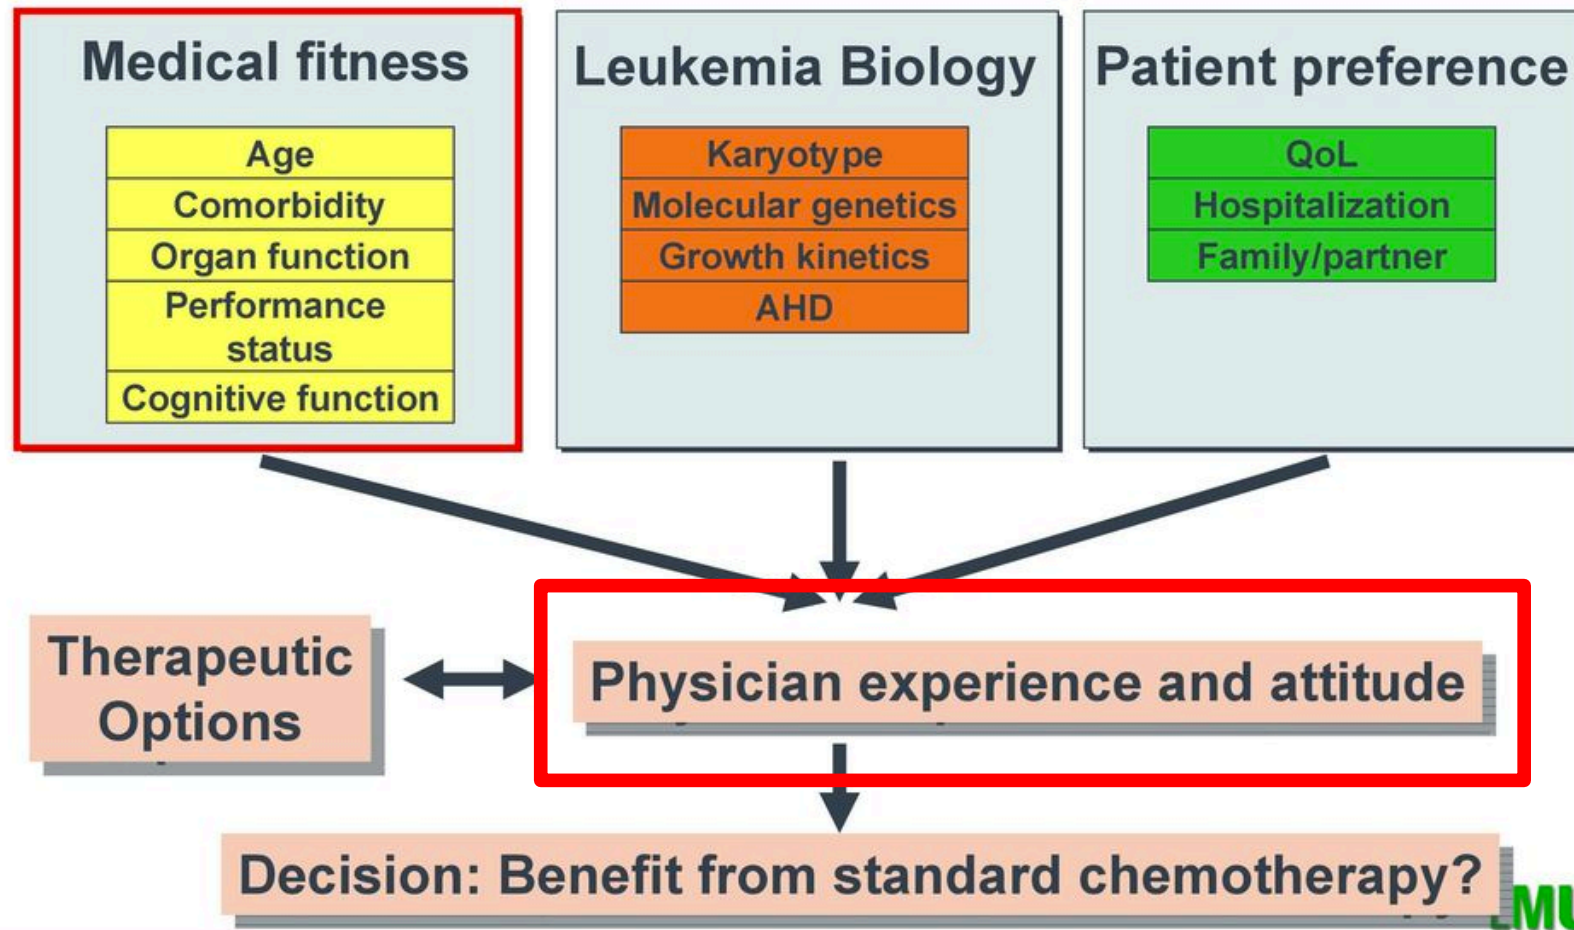 Medical fitness
Age
Comorbidity
Organ function
Performance
status
Cognitive function
Leukemia Biology
Karyotype
Molecular genetics
Growth kinetics
AHD
Patient preference
QoL
Hospitalization
Family/partner
Therapeutic
Options
Physician experience and attitude
Decision: Benefit from standard chemotherapy?